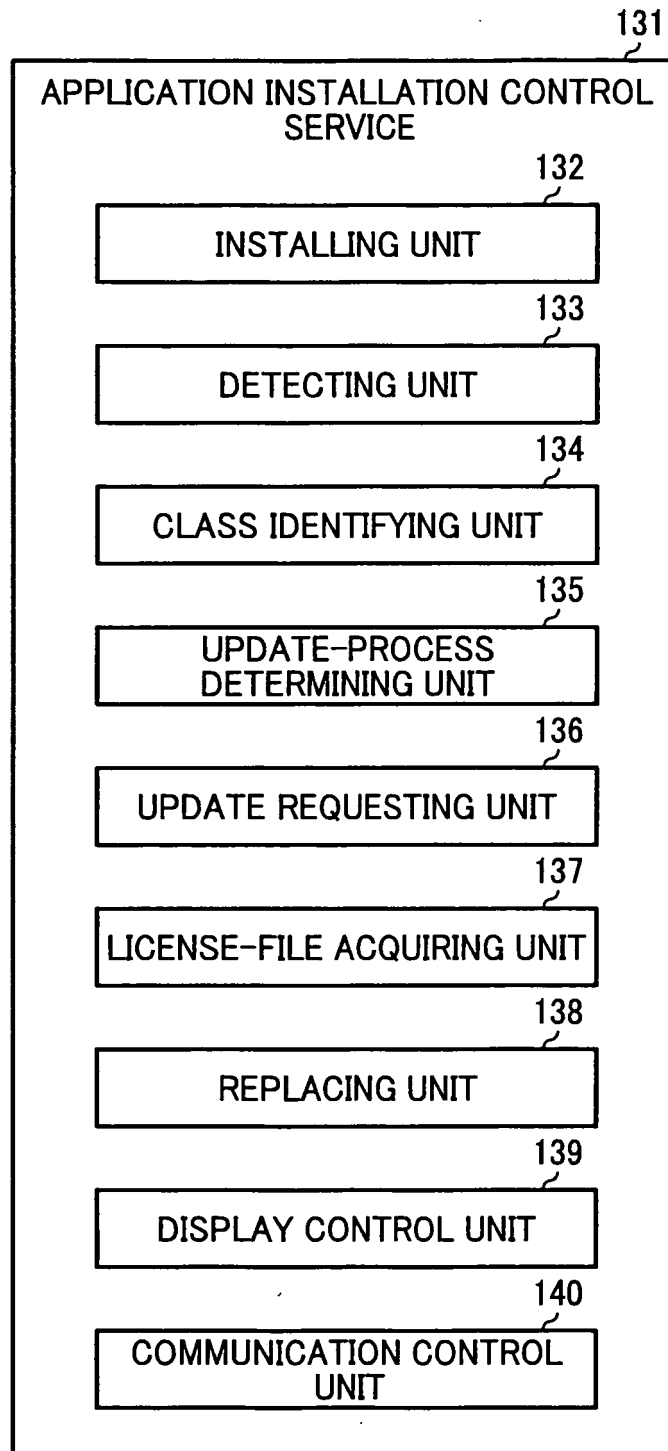 131
APPLICATION INSTALLATION CONTROL
SERVICE
132
INSTALLING UNIT
133
DETECTING UNIT
134
CLASS IDENTIFYING UNIT
135
UPDATE-PROCESS
DETERMINING UNIT
136
UPDATE REQUESTING UNIT
137
LICENSE-FILE ACQUIRING UNIT
138
REPLACING UNIT
139
DISPLAY CONTROL UNIT
140
COMMUNICATION CONTROL
UNIT